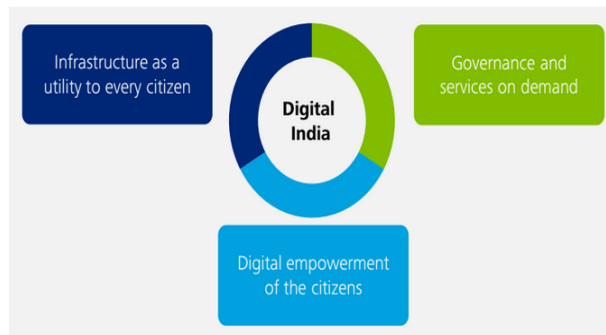 Infrastructure as a
utility to every citizen
Digital
India
Governance and
services on demand
Digital empowerment
of the citizens